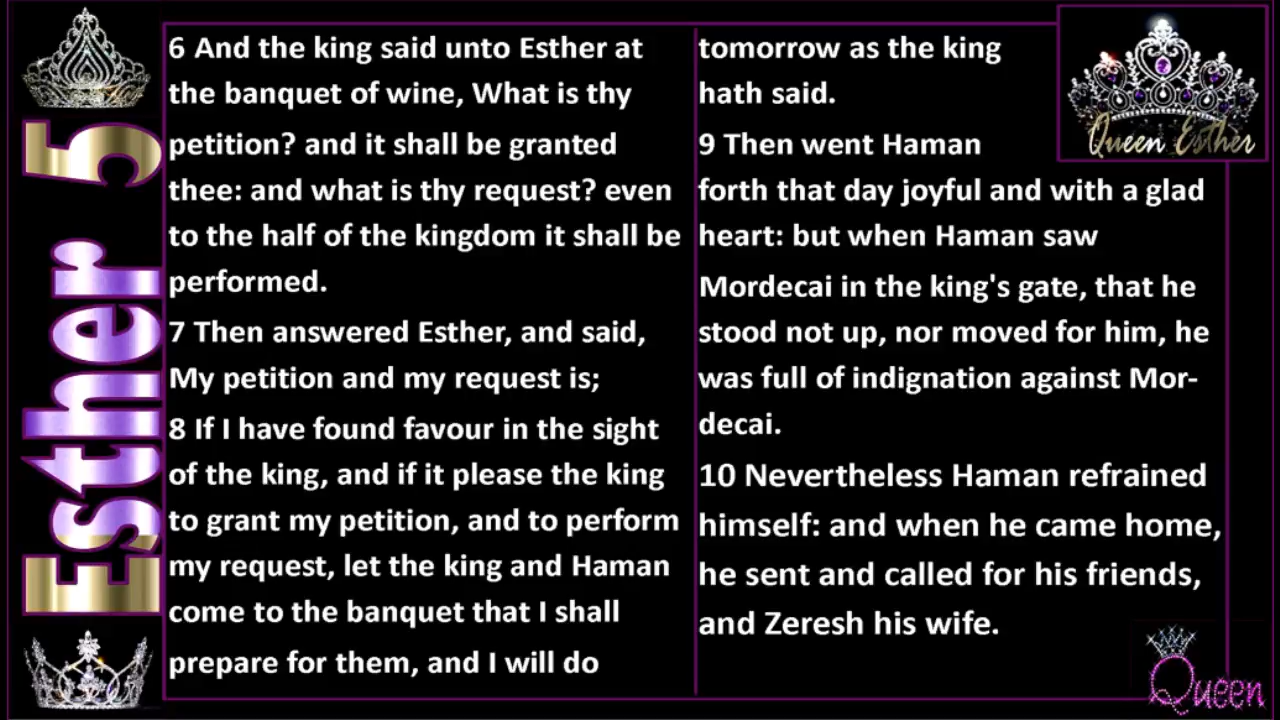 Esther 5
6 And the king said unto Esther at
the banquet of wine, What is thy
petition? and it shall be granted
thee: and what is thy request? even
to the half of the kingdom it shall be
performed.
7 Then answered Esther, and said,
My petition and my request is;
8 If I have found favour in the sight
of the king, and if it please the king
to grant my petition, and to perform
my request, let the king and Haman
come to the banquet that I shall
prepare for them, and I will do
tomorrow as the king
hath said.
9 Then went Haman
forth that day joyful and with a glad
heart: but when Haman saw
Mordecai in the king's gate, that he
stood not up, nor moved for him, he
was full of indignation against Mor-
decai.
10 Nevertheless Haman refrained
himself: and when he came home,
he sent and called for his friends,
and Zeresh his wife.
Queen Esther
Queen